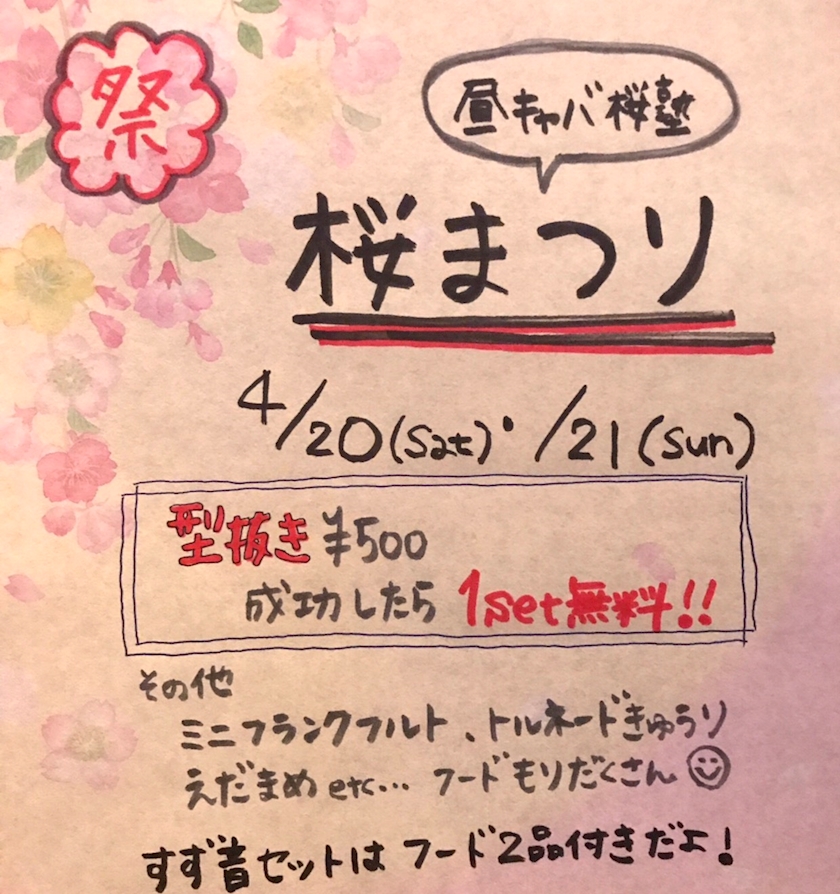 祭
昼キャバ桜塾
桜まつり
4/20(sat)・/21(sun)
型抜き¥500
成功したら 1set無料!!
その他
ミニフランクフルト、トルネードきゅうり
えだまめ etc… フードもりだくさん
すず音セットは フード2品付きだよ!